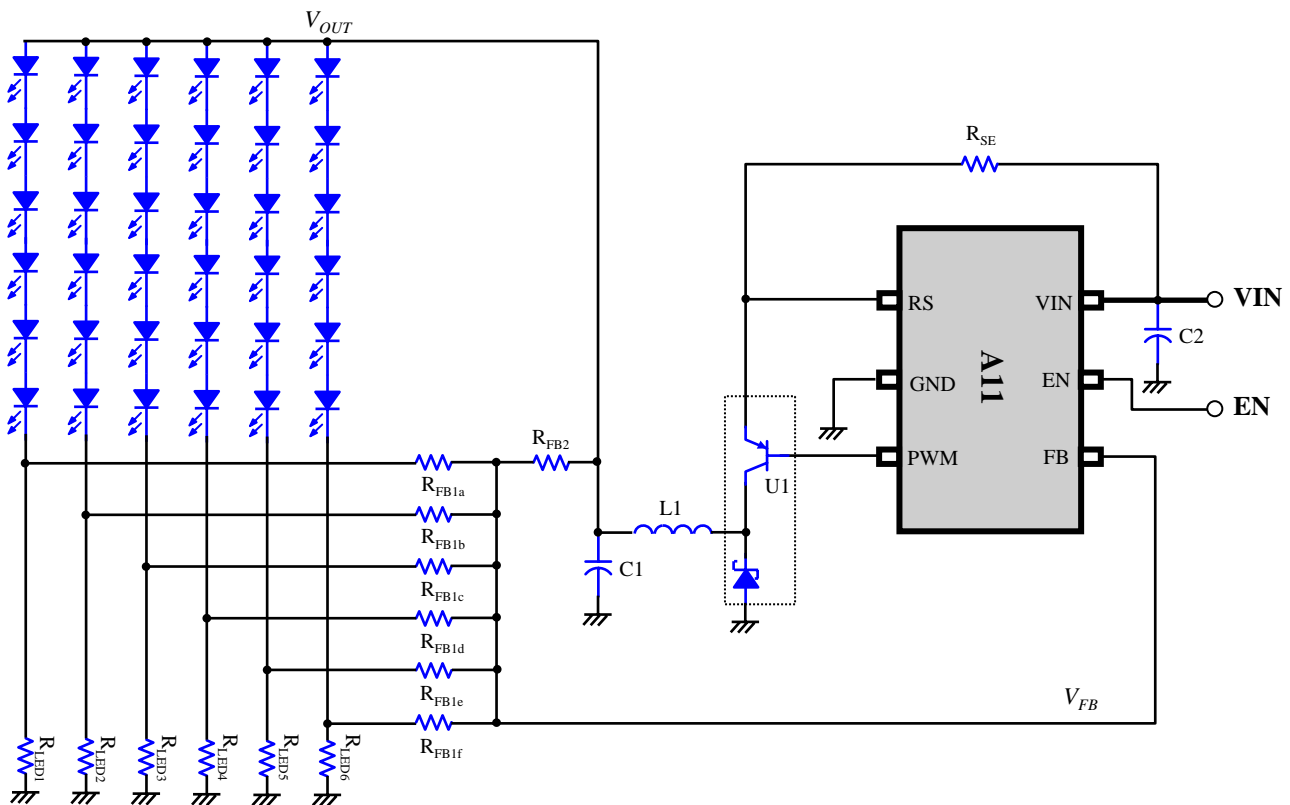 VOUT
RSE
RS
VIN
VIN
C2
A11
GND
EN
EN
RFB2
PWM
FB
U1
RFB1a
L1
RFB1b
C1
RFB1c
RFB1d
RFB1e
VFB
RFB1f
RLED1
RLED2
RLED3
RLED4
RLED5
RLED6